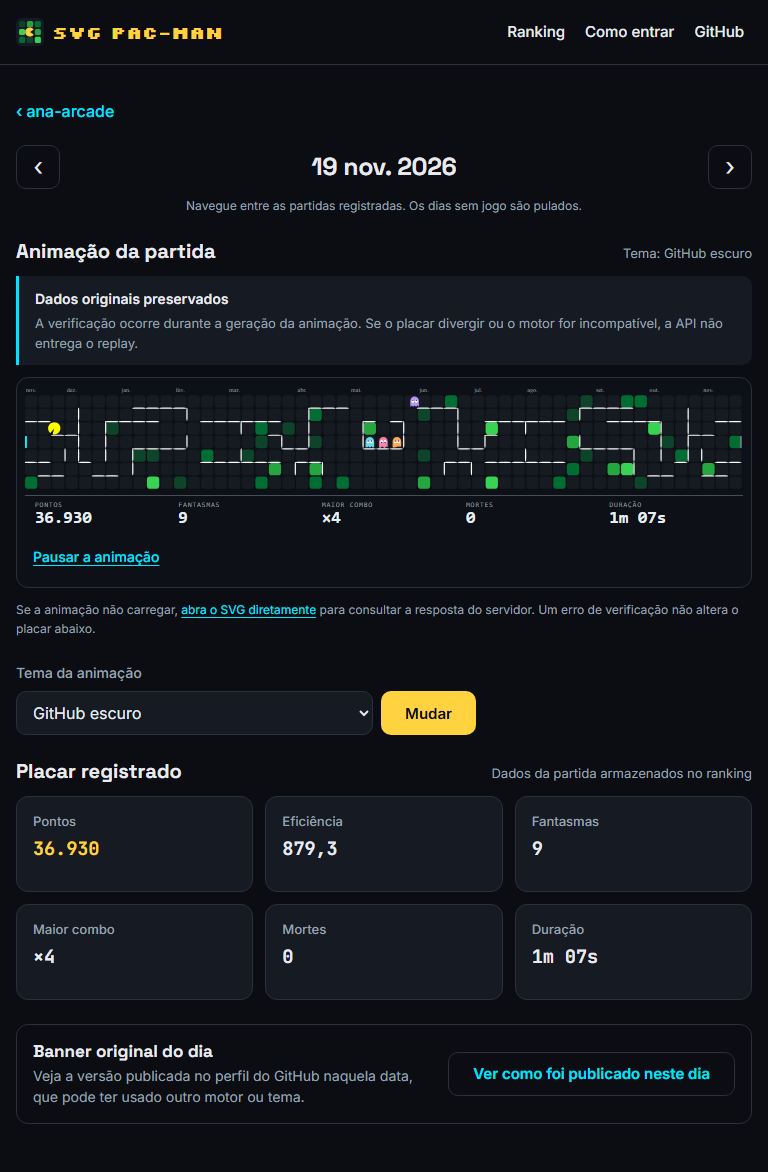 SVG PAC-MAN
Ranking Como entrar GitHub
‹ ana-arcade
‹ 19 nov. 2026 ›
Navegue entre as partidas registradas. Os dias sem jogo são pulados.
Animação da partida Tema: GitHub escuro
Dados originais preservados
A verificação ocorre durante a geração da animação. Se o placar divergir ou o motor for incompatível, a API não
entrega o replay.
nov. dez. jan. fev. mar. abr. mai. jun. jul. ago. set. out. nov.
PONTOS FANTASMAS MAIOR COMBO MORTES DURAÇÃO
36.930 9 ×4 0 1m 07s
Pausar a animação
Se a animação não carregar, abra o SVG diretamente para consultar a resposta do servidor. Um erro de verificação não altera o
placar abaixo.
Tema da animação
GitHub escuro Mudar
Placar registrado Dados da partida armazenados no ranking
Pontos Eficiência Fantasmas
36.930 879,3 9
Maior combo Mortes Duração
×4 0 1m 07s
Banner original do dia
Veja a versão publicada no perfil do GitHub naquela data,
que pode ter usado outro motor ou tema.
Ver como foi publicado neste dia